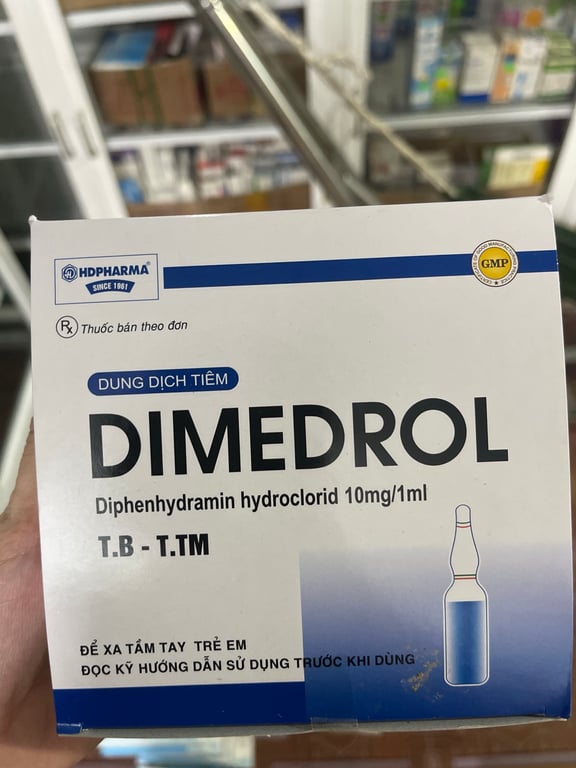 HDPHARMA
SINCE 1961
GMP
Rx Thuốc bán theo đơn
DUNG DỊCH TIÊM
DIMEDROL
Diphenhydramin hydroclorid 10mg/1ml
T.B - T.TM
ĐỂ XA TẦM TAY TRẺ EM
ĐỌC KỸ HƯỚNG DẪN SỬ DỤNG TRƯỚC KHI DÙNG